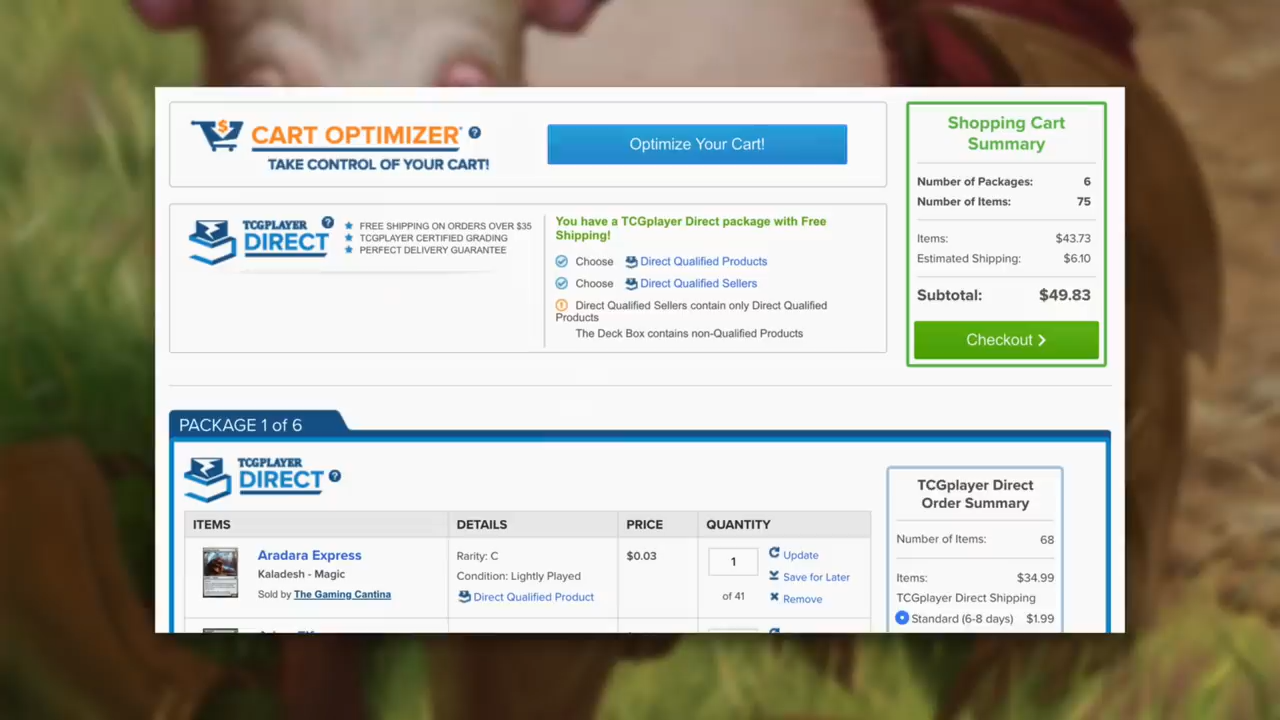 CART OPTIMIZER
TAKE CONTROL OF YOUR CART!
Optimize Your Cart!
TCGPLAYER
DIRECT
FREE SHIPPING ON ORDERS OVER $35
TCGPLAYER CERTIFIED GRADING
PERFECT DELIVERY GUARANTEE
You have a TCGplayer Direct package with Free
Shipping!
Choose Direct Qualified Products
Choose Direct Qualified Sellers
Direct Qualified Sellers contain only Direct Qualified
Products
The Deck Box contains non-Qualified Products
Shopping Cart
Summary
Number of Packages: 6
Number of Items: 75
Items: $43.73
Estimated Shipping: $6.10
Subtotal: $49.83
Checkout
PACKAGE 1 of 6
TCGPLAYER
DIRECT
ITEMS DETAILS PRICE QUANTITY
Aradara Express
Kaladesh - Magic
Sold by The Gaming Cantina
Rarity: C
Condition: Lightly Played
Direct Qualified Product
$0.03
1
of 41
Update
Save for Later
Remove
TCGplayer Direct
Order Summary
Number of Items: 68
Items: $34.99
TCGplayer Direct Shipping
Standard (6-8 days) $1.99